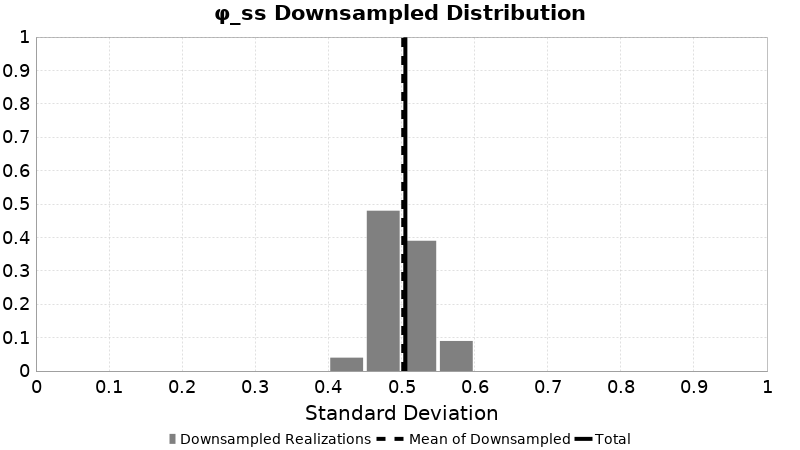 φ_ss Downsampled Distribution
1
0.9
0.8
0.7
0.6
0.5
0.4
0.3
0.2
0.1
0
0 0.1 0.2 0.3 0.4 0.5 0.6 0.7 0.8 0.9 1
Standard Deviation
Downsampled Realizations Mean of Downsampled Total